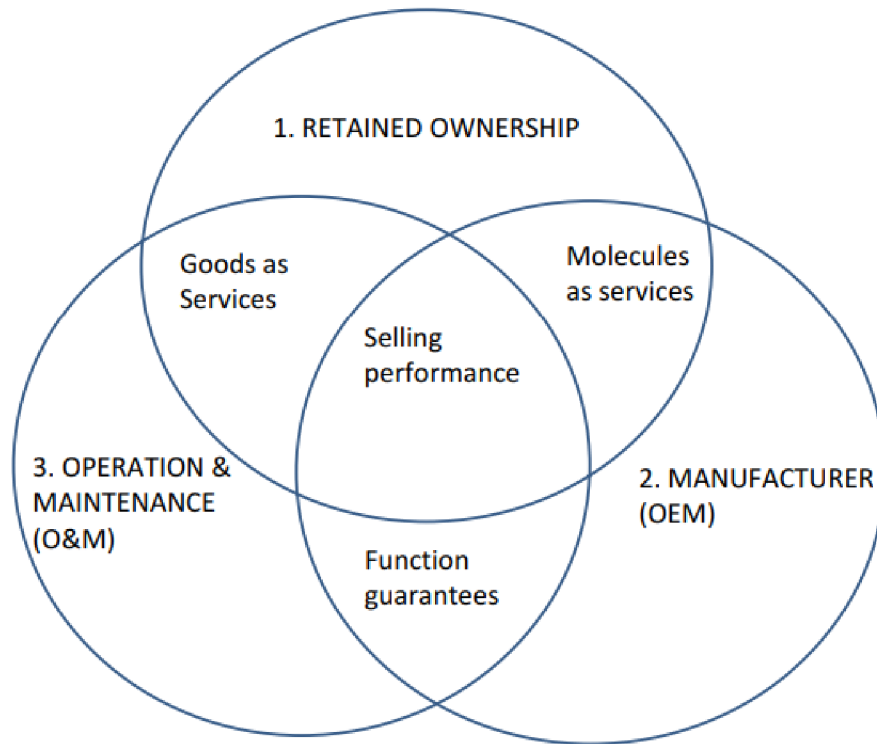 1. RETAINED OWNERSHIP
Goods as
Services
Molecules
as services
Selling
performance
3. OPERATION &
MAINTENANCE
(O&M)
2. MANUFACTURER
(OEM)
Function
guarantees